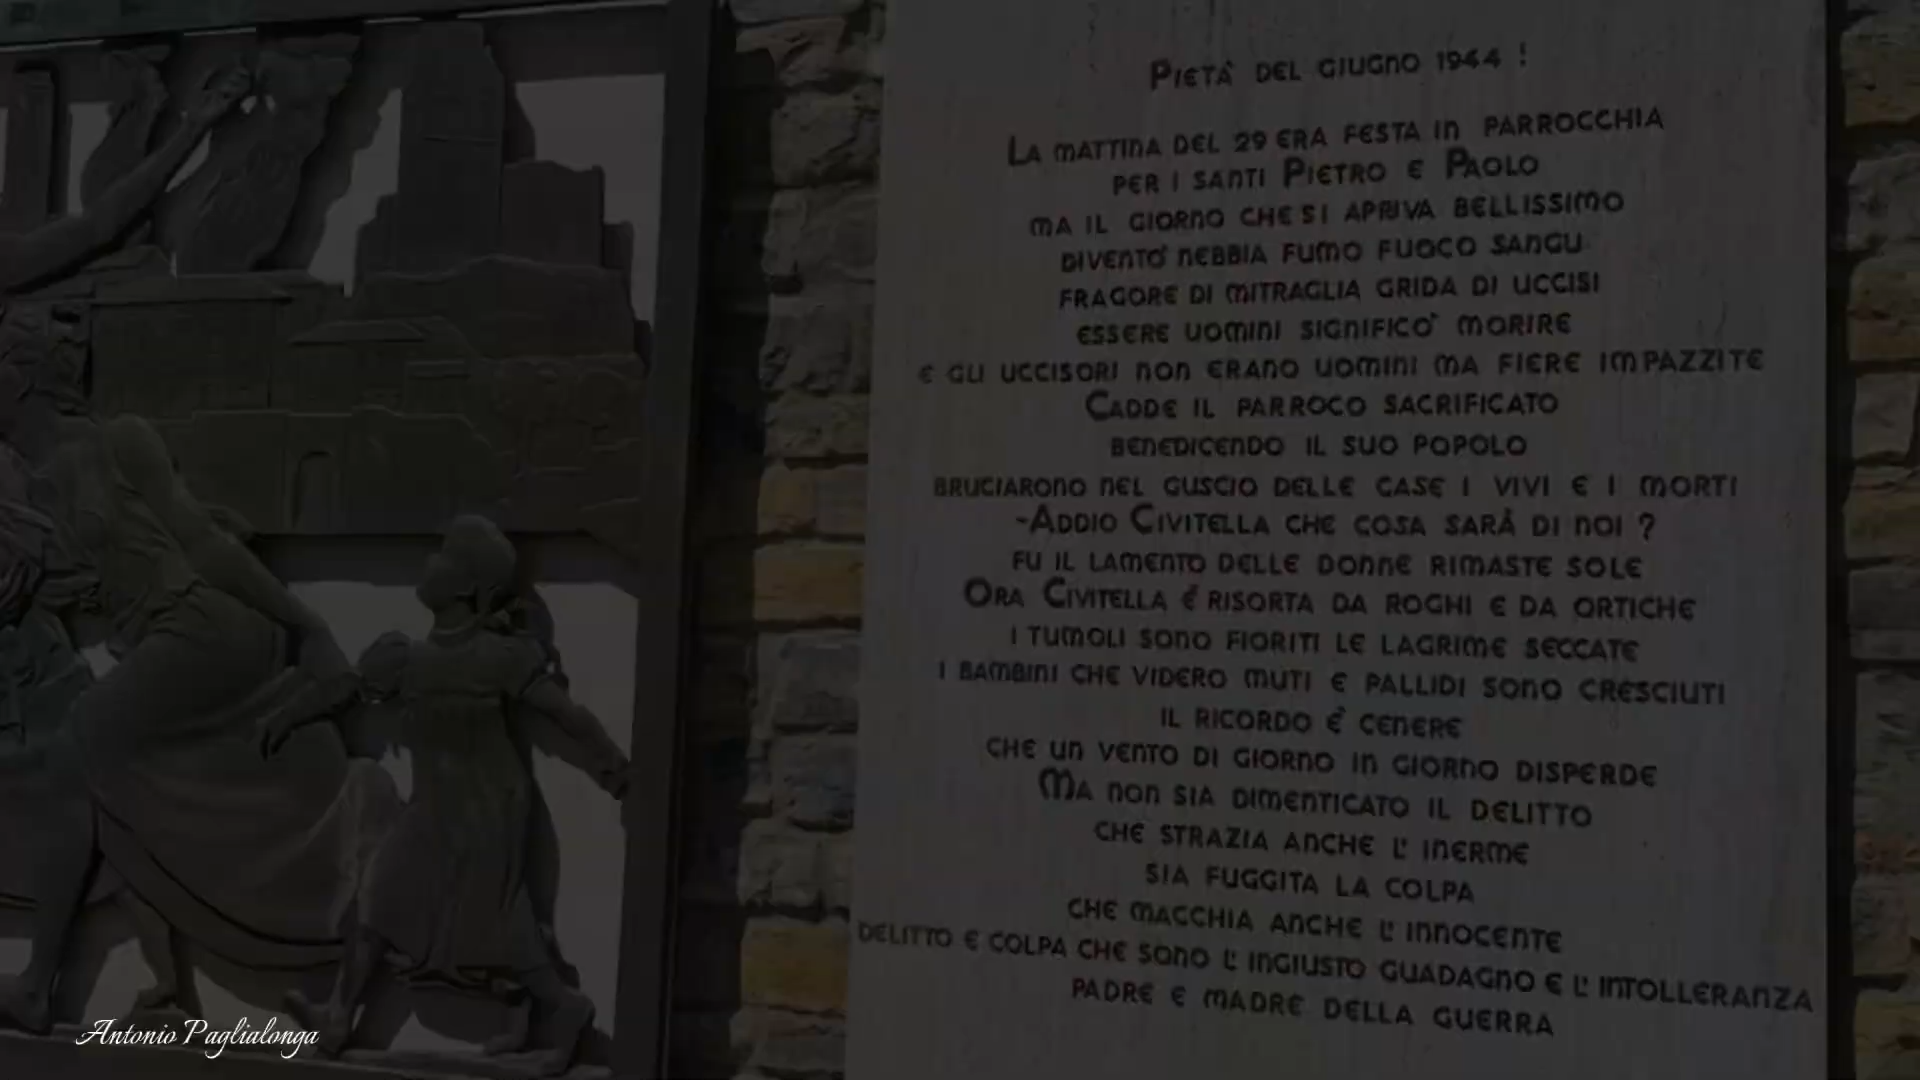 PIETÀ DEL GIUGNO 1944 !
LA MATTINA DEL 29 ERA FESTA IN PARROCCHIA
PER I SANTI PIETRO E PAOLO
MA IL GIORNO CHE SI APRIVA BELLISSIMO
DIVENTO' NEBBIA FUMO FUOCO SANGU
FRAGORE DI MITRAGLIA GRIDA DI UCCISI
ESSERE UOMINI SIGNIFICO' MORIRE
E GLI UCCISORI NON ERANO UOMINI MA FIERE IMPAZZITE
CADDE IL PARROCO SACRIFICATO
BENEDICENDO IL SUO POPOLO
BRUCIARONO NEL GUSCIO DELLE CASE I VIVI E I MORTI
-ADDIO CIVITELLA CHE COSA SARÀ DI NOI ?
FU IL LAMENTO DELLE DONNE RIMASTE SOLE
ORA CIVITELLA É RISORTA DA ROGHI E DA ORTICHE
I TUMOLI SONO FIORITI LE LAGRIME SECCATE
I BAMBINI CHE VIDERO MUTI E PALLIDI SONO CRESCIUTI
IL RICORDO È CENERE
CHE UN VENTO DI GIORNO IN GIORNO DISPERDE
MA NON SIA DIMENTICATO IL DELITTO
CHE STRAZIA ANCHE L'INERME
SIA FUGGITA LA COLPA
CHE MACCHIA ANCHE L'INNOCENTE
DELITTO E COLPA CHE SONO L'INGIUSTO GUADAGNO E L'INTOLLERANZA
PADRE E MADRE DELLA GUERRA
Antonio Paglialonga